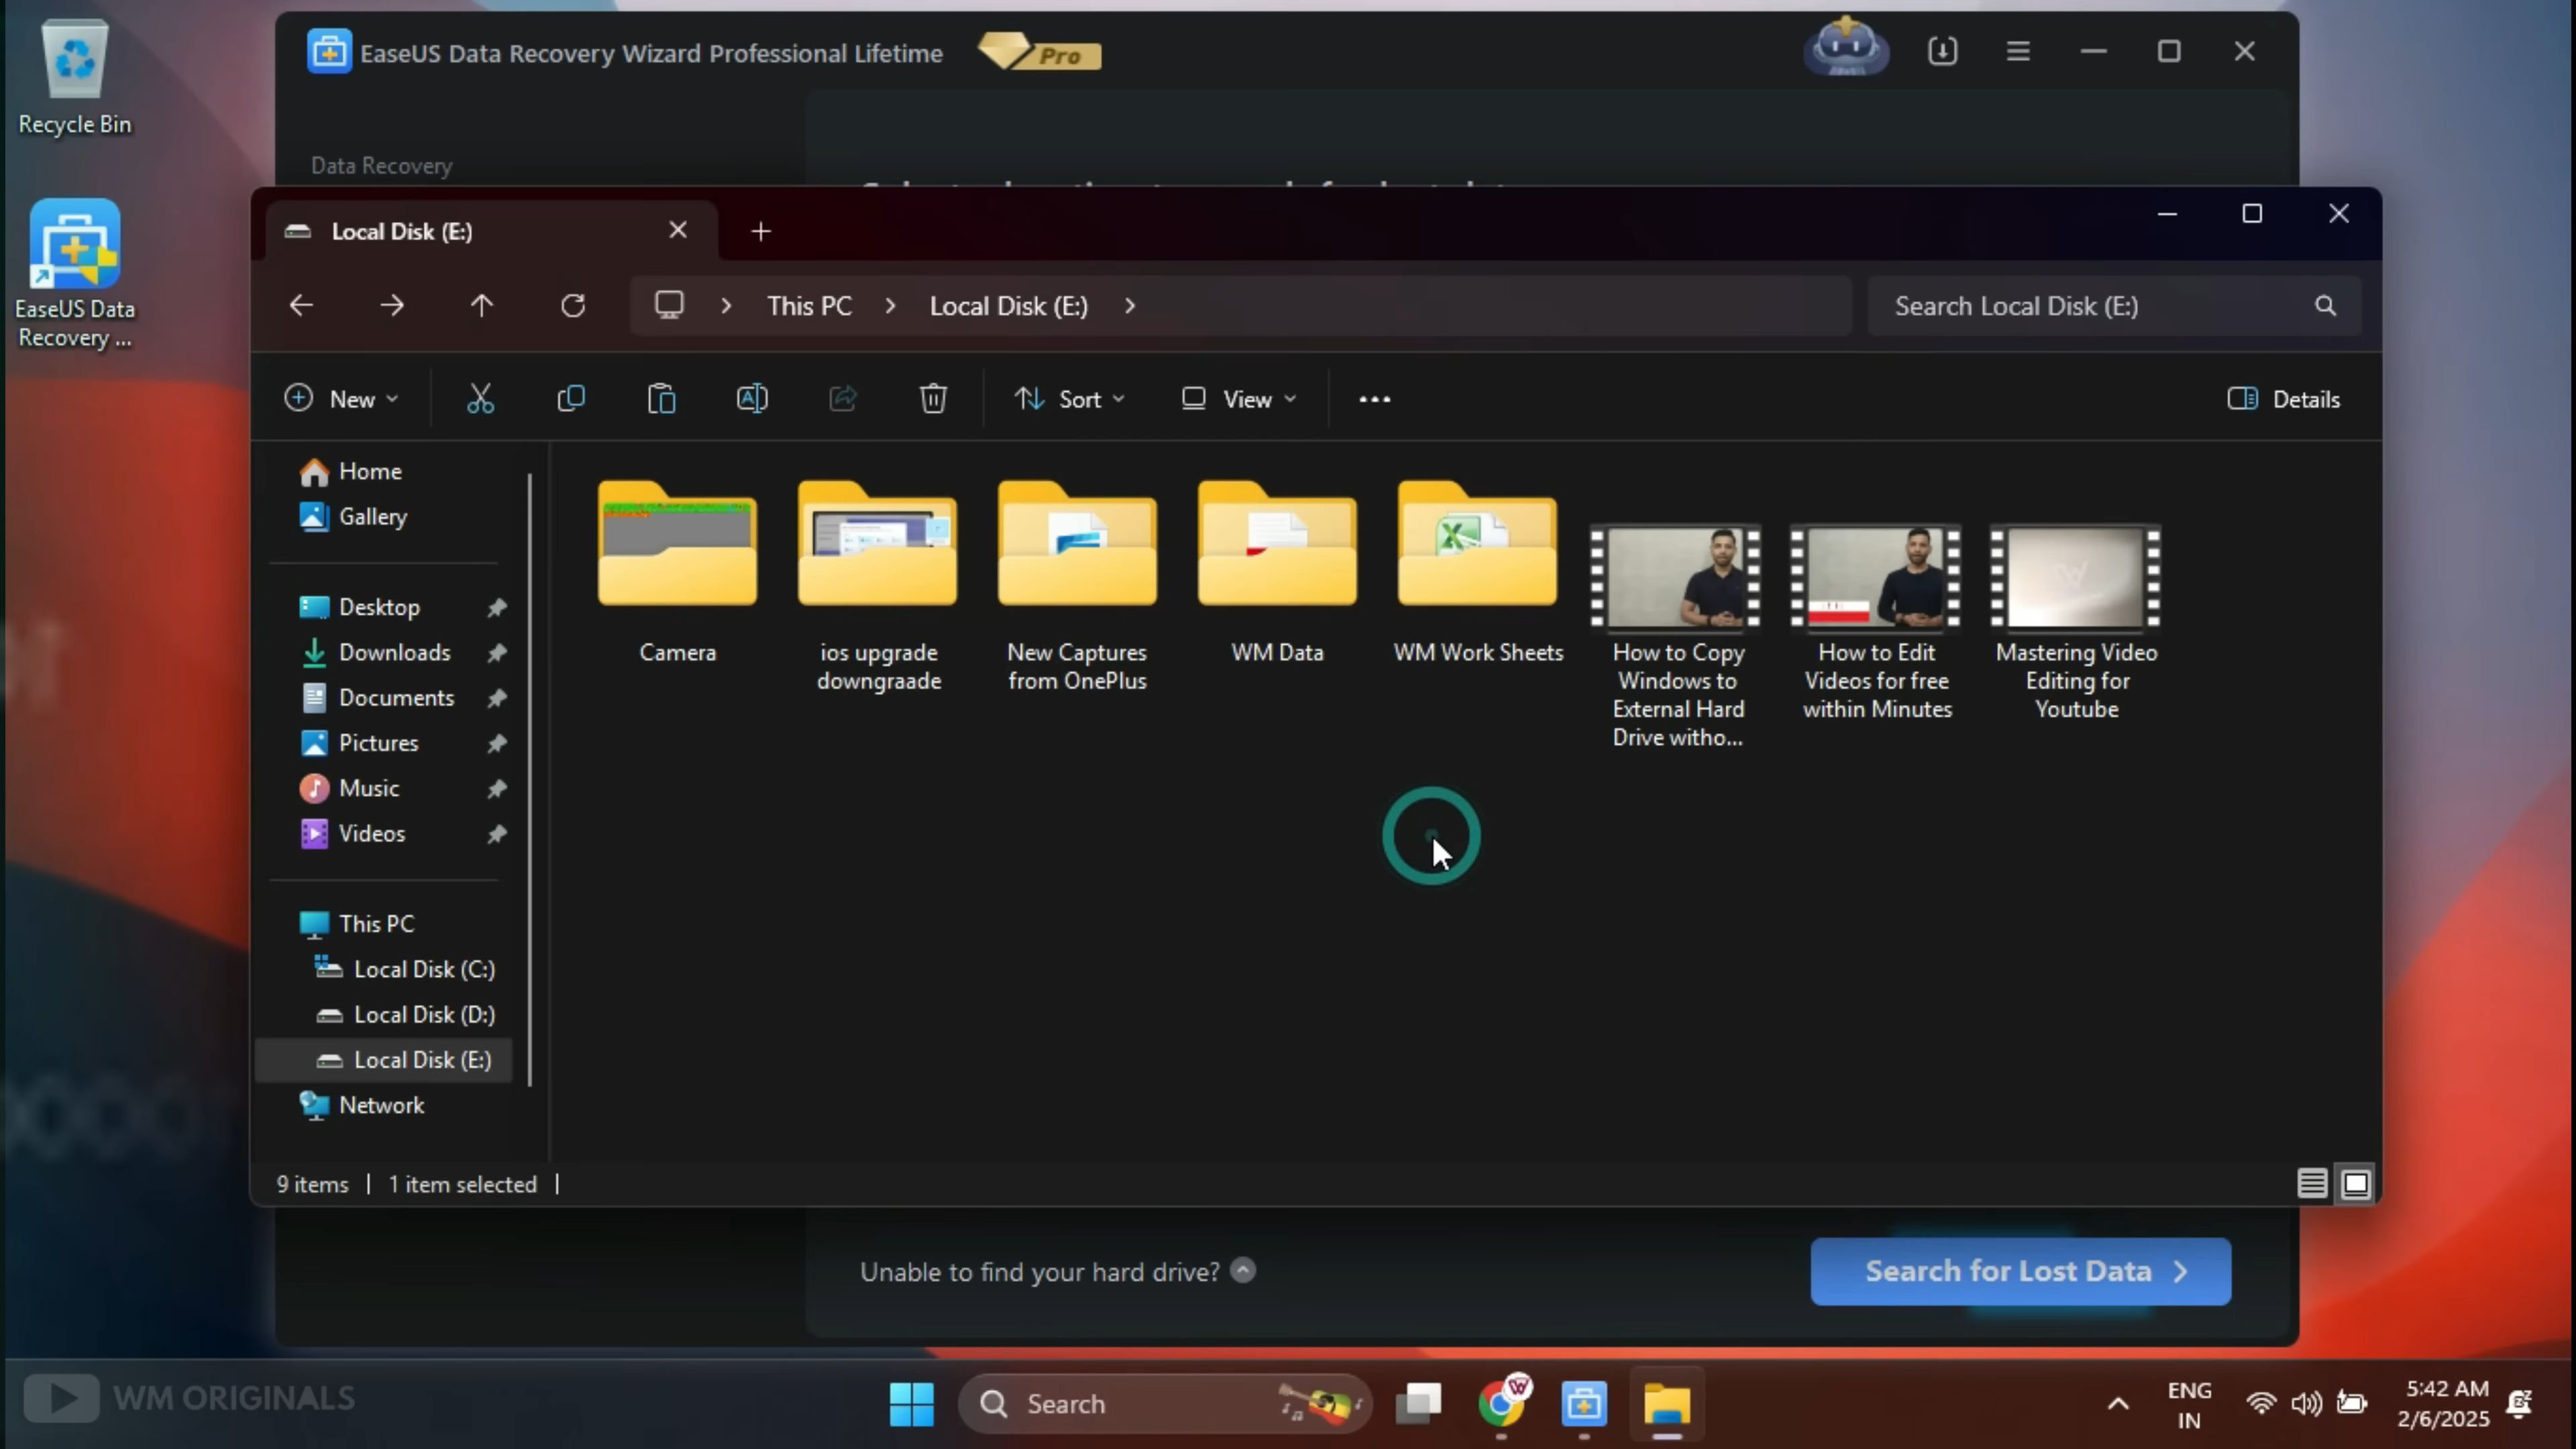 Recycle Bin
EaseUS Data
Recovery ...
EaseUS Data Recovery Wizard Professional Lifetime
Pro
Data Recovery
Local Disk (E:)
This PC
Local Disk (E:)
Search Local Disk (E:)
New
Sort
View
Details
Home
Gallery
Desktop
Downloads
Documents
Pictures
Music
Videos
This PC
Local Disk (C:)
Local Disk (D:)
Local Disk (E:)
Network
Camera
ios upgrade
downgraade
New Captures
from OnePlus
WM Data
WM Work Sheets
How to Copy
Windows to
External Hard
Drive witho...
How to Edit
Videos for free
within Minutes
Mastering Video
Editing for
Youtube
9 items
1 item selected
Unable to find your hard drive?
Search for Lost Data
WM ORIGINALS
Search
ENG
IN
5:42 AM
2/6/2025